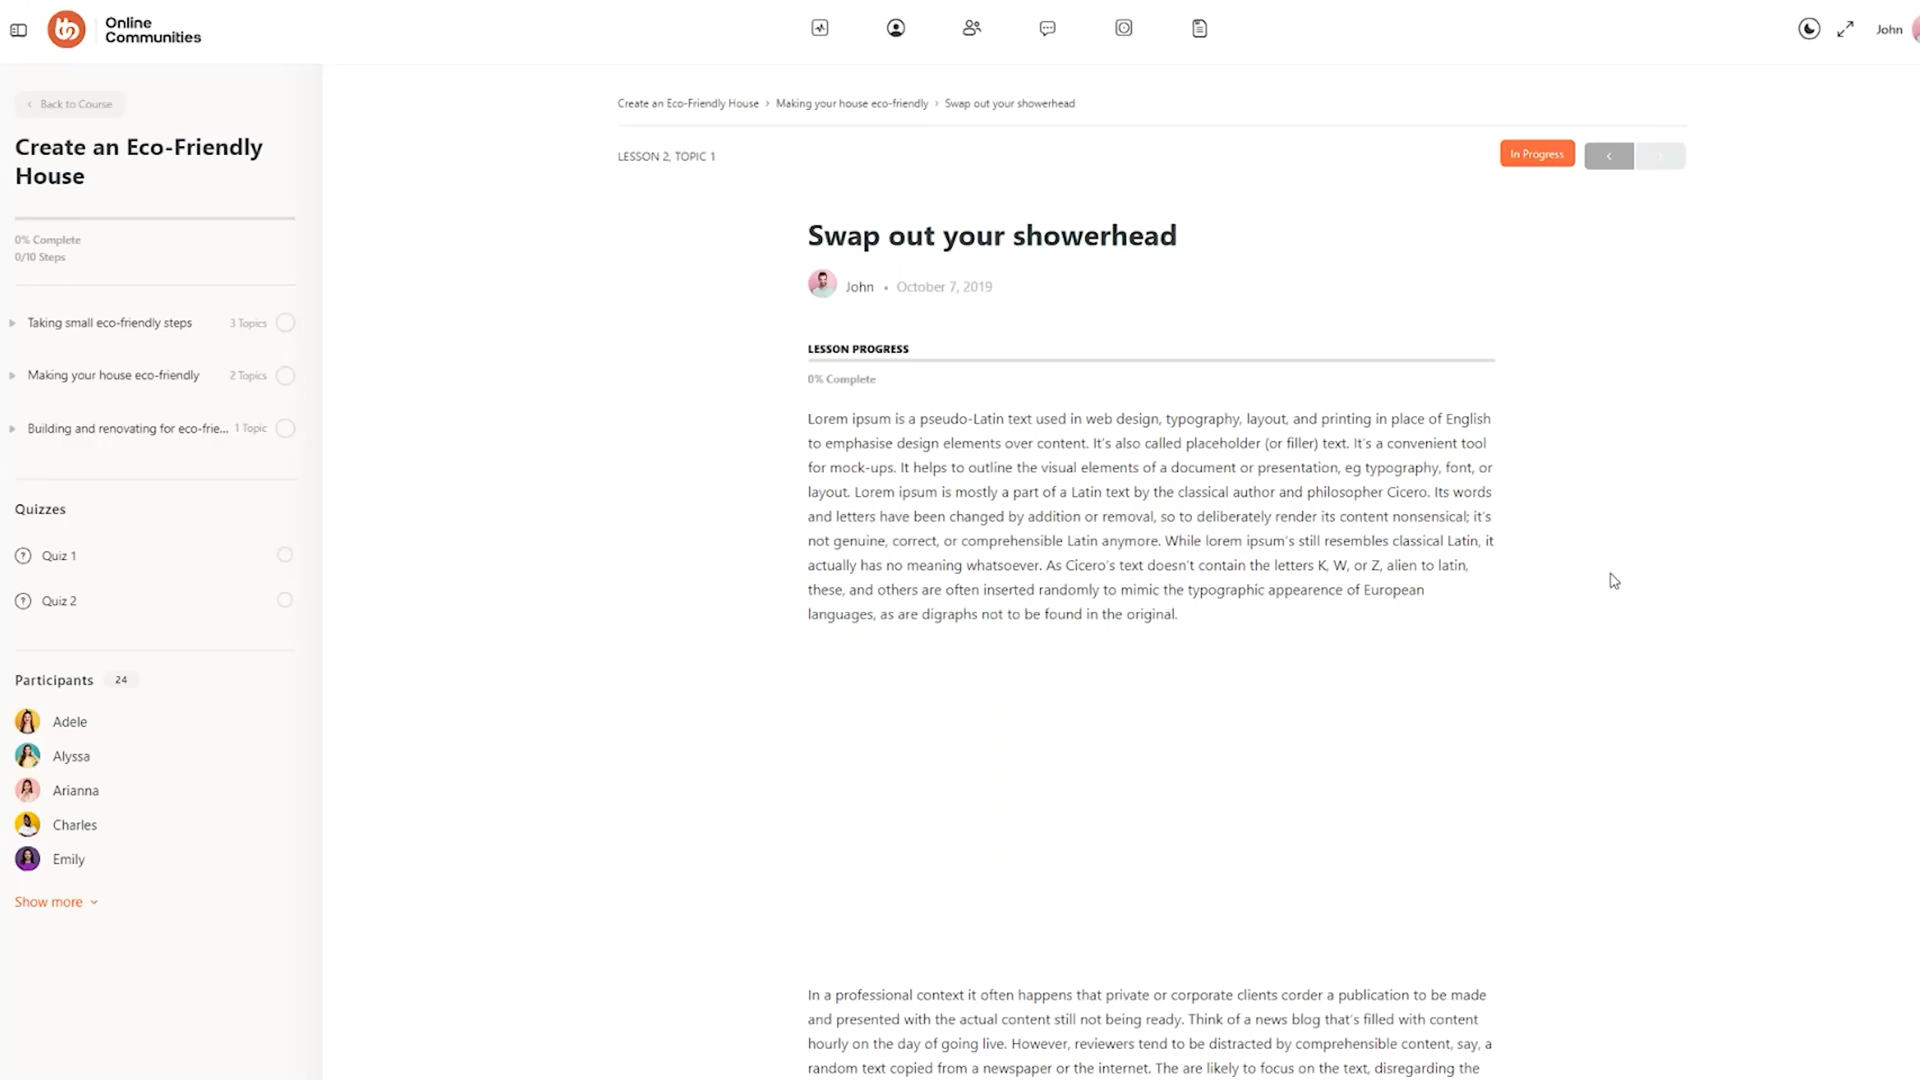 Online
Communities
John
Back to Course
Create an Eco-Friendly
House
0% Complete
0/10 Steps
Taking small eco-friendly steps 3 Topics
Making your house eco-friendly 2 Topics
Building and renovating for eco-frie... 1 Topic
Quizzes
Quiz 1
Quiz 2
Participants 24
Adele
Alyssa
Arianna
Charles
Emily
Show more
Create an Eco-Friendly House › Making your house eco-friendly › Swap out your showerhead
LESSON 2, TOPIC 1
In Progress
Swap out your showerhead
John • October 7, 2019
LESSON PROGRESS
0% Complete
Lorem ipsum is a pseudo-Latin text used in web design, typography, layout, and printing in place of English
to emphasise design elements over content. It's also called placeholder (or filler) text. It's a convenient tool
for mock-ups. It helps to outline the visual elements of a document or presentation, eg typography, font, or
layout. Lorem ipsum is mostly a part of a Latin text by the classical author and philosopher Cicero. Its words
and letters have been changed by addition or removal, so to deliberately render its content nonsensical; it's
not genuine, correct, or comprehensible Latin anymore. While lorem ipsum's still resembles classical Latin, it
actually has no meaning whatsoever. As Cicero's text doesn't contain the letters K, W, or Z, alien to latin,
these, and others are often inserted randomly to mimic the typographic appearence of European
languages, as are digraphs not to be found in the original.
In a professional context it often happens that private or corporate clients corder a publication to be made
and presented with the actual content still not being ready. Think of a news blog that's filled with content
hourly on the day of going live. However, reviewers tend to be distracted by comprehensible content, say, a
random text copied from a newspaper or the internet. The are likely to focus on the text, disregarding the